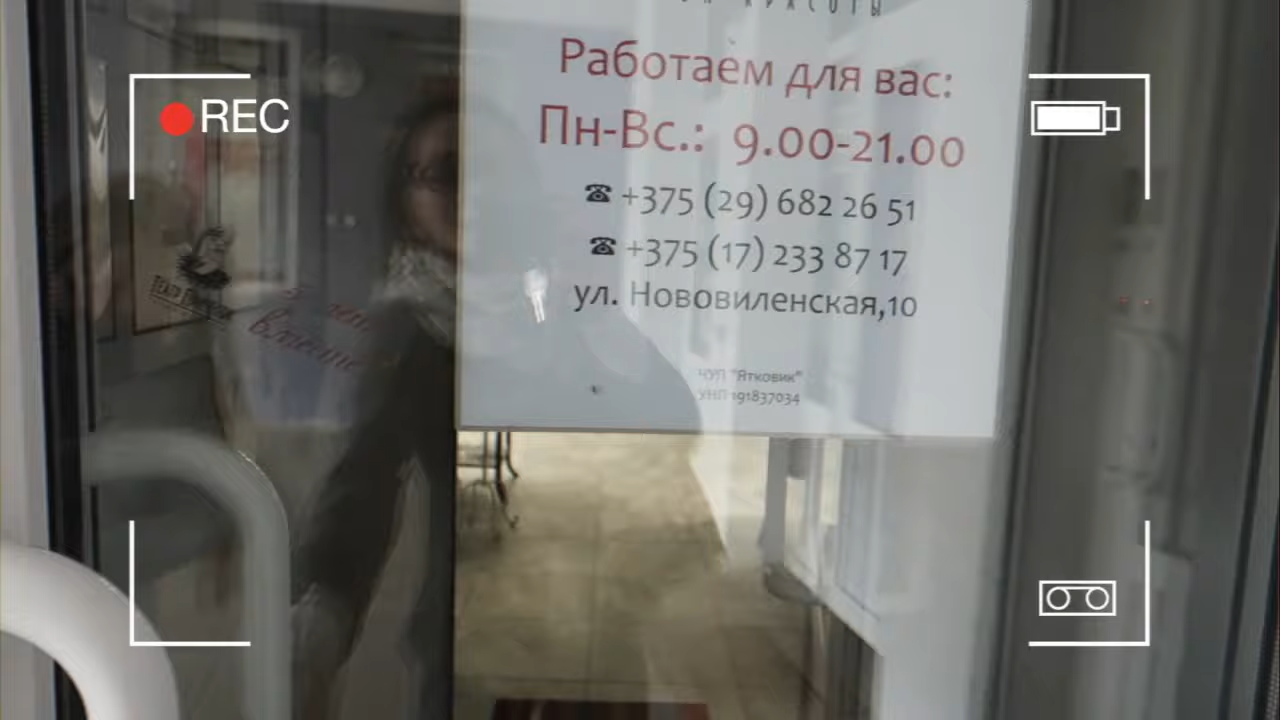 КРАСОТЫ
Работаем для вас:
Пн-Вс.: 9.00-21.00
☎ +375 (29) 682 26 51
☎ +375 (17) 233 87 17
ул. Нововиленская,10
ЧУП "Ятковик"
УНП 191837034
REC